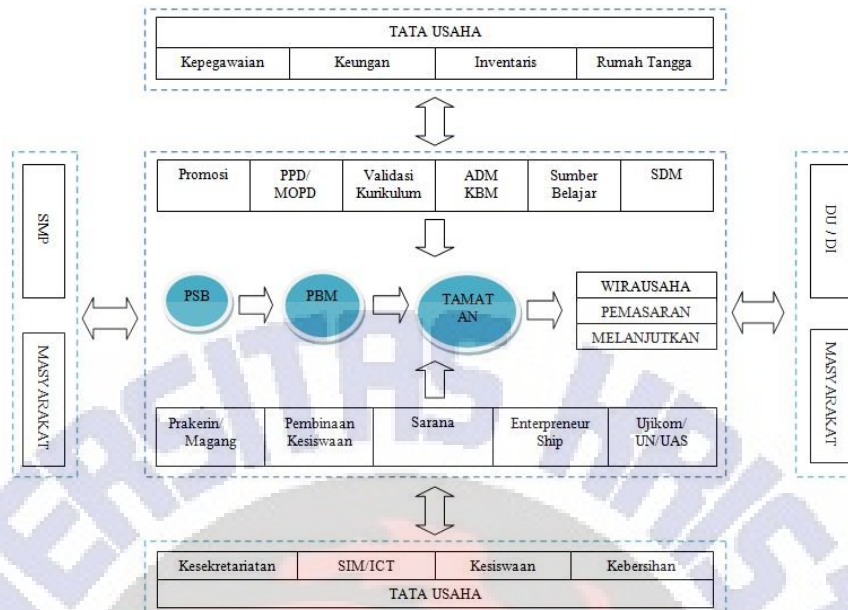 TATA USAHA
Kepegawaian Keungan Inventaris Rumah Tangga
Promosi PPD/ Validasi ADM Sumber SDM
MOPD Kurikulum KBM Belajar
SMP
MASYARAKAT
PSB PBM TAMAT
AN
WIRAUSAHA
PEMASARAN
MELANJUTKAN
DU / DI
MASYARAKAT
Prakerin/ Pembinaan Sarana Enterpreneur Ujikom/
Magang Kesiswaan Ship UN/UAS
Kesekretariatan SIM/ICT Kesiswaan Kebersihan
TATA USAHA